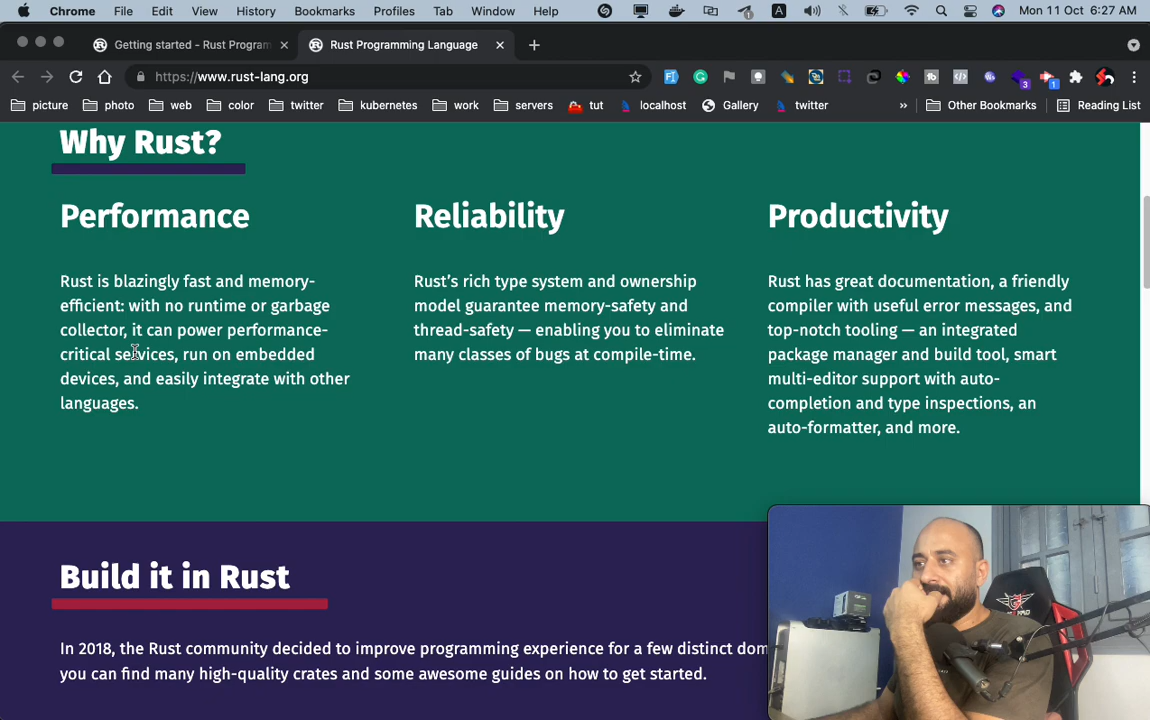 Chrome File Edit View History Bookmarks Profiles Tab Window Help A Mon 11 Oct 6:27 AM
Getting started - Rust Program Rust Programming Language
https://www.rust-lang.org
3 1
picture photo web color twitter kubernetes work servers tut localhost Gallery twitter » Other Bookmarks Reading List
Why Rust?
Performance
Rust is blazingly fast and memory-
efficient: with no runtime or garbage
collector, it can power performance-
critical services, run on embedded
devices, and easily integrate with other
languages.
Reliability
Rust’s rich type system and ownership
model guarantee memory-safety and
thread-safety — enabling you to eliminate
many classes of bugs at compile-time.
Productivity
Rust has great documentation, a friendly
compiler with useful error messages, and
top-notch tooling — an integrated
package manager and build tool, smart
multi-editor support with auto-
completion and type inspections, an
auto-formatter, and more.
Build it in Rust
In 2018, the Rust community decided to improve programming experience for a few distinct dom
you can find many high-quality crates and some awesome guides on how to get started.